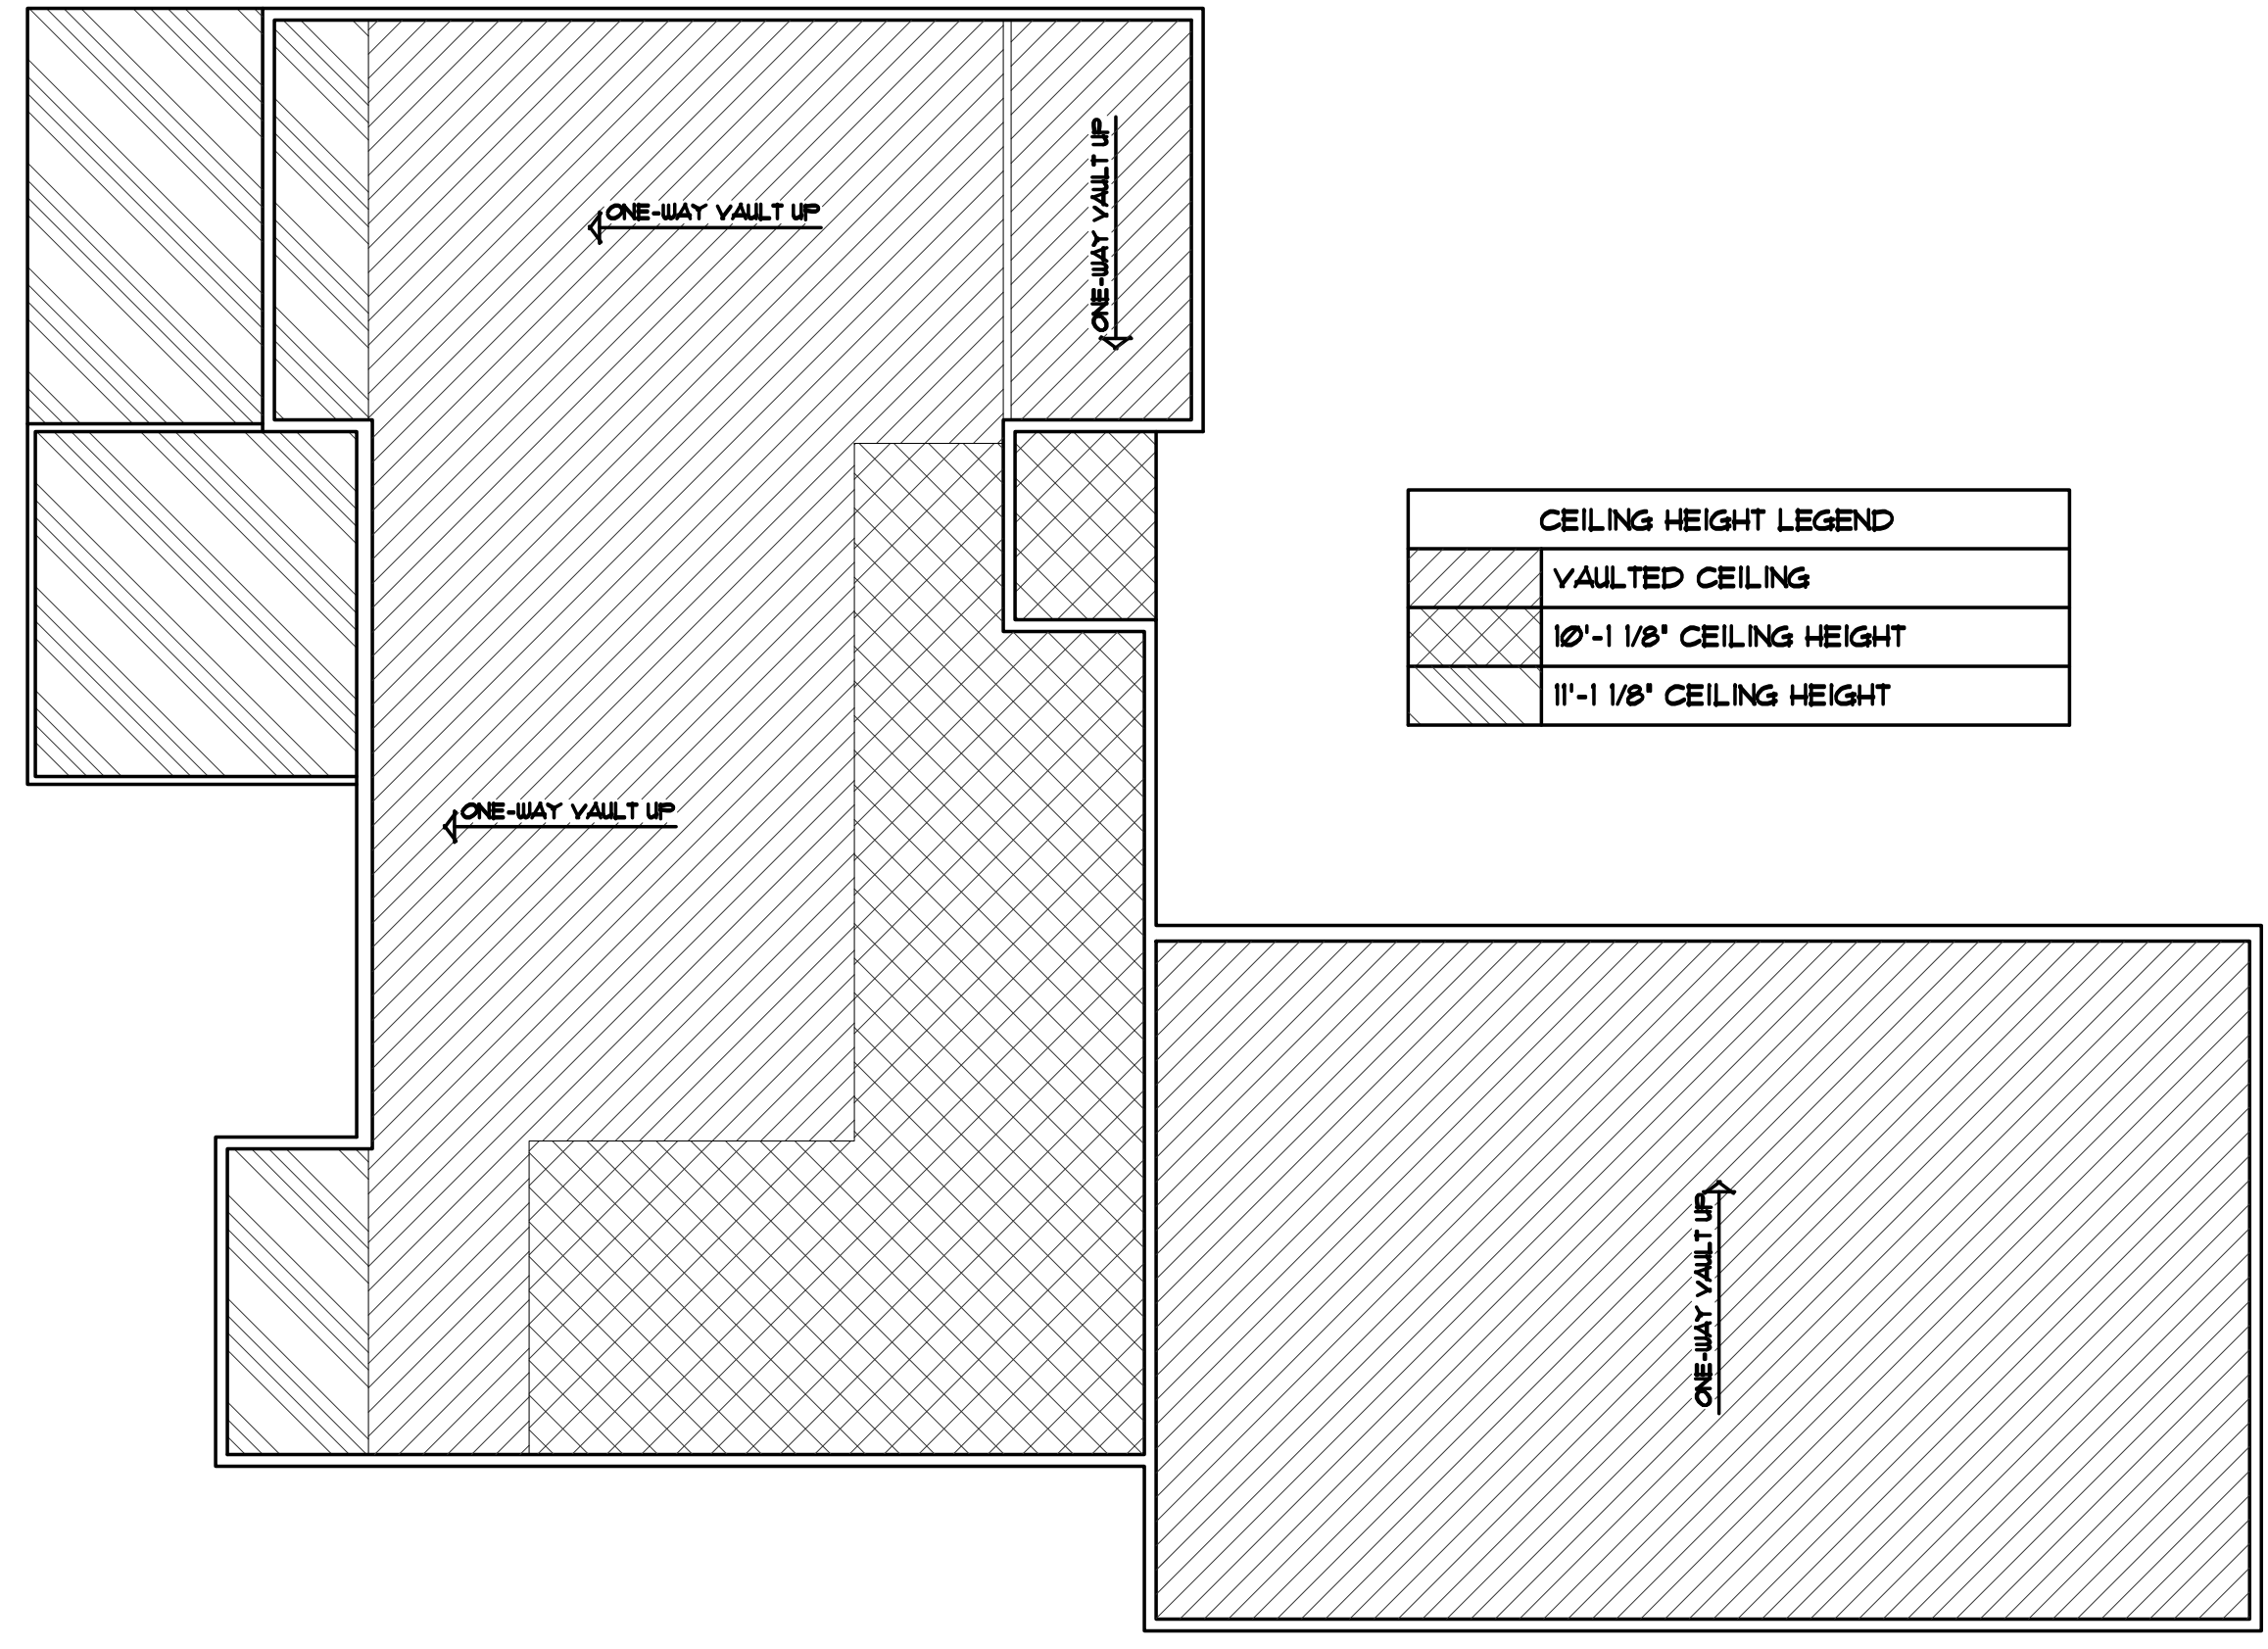 ONE-WAY VAULT UP
ONE-WAY VAULT UP
CEILING HEIGHT LEGEND
VAULTED CEILING
10'-1 1/8" CEILING HEIGHT
11'-1 1/8" CEILING HEIGHT
ONE-WAY VAULT UP
ONE-WAY VAULT UP